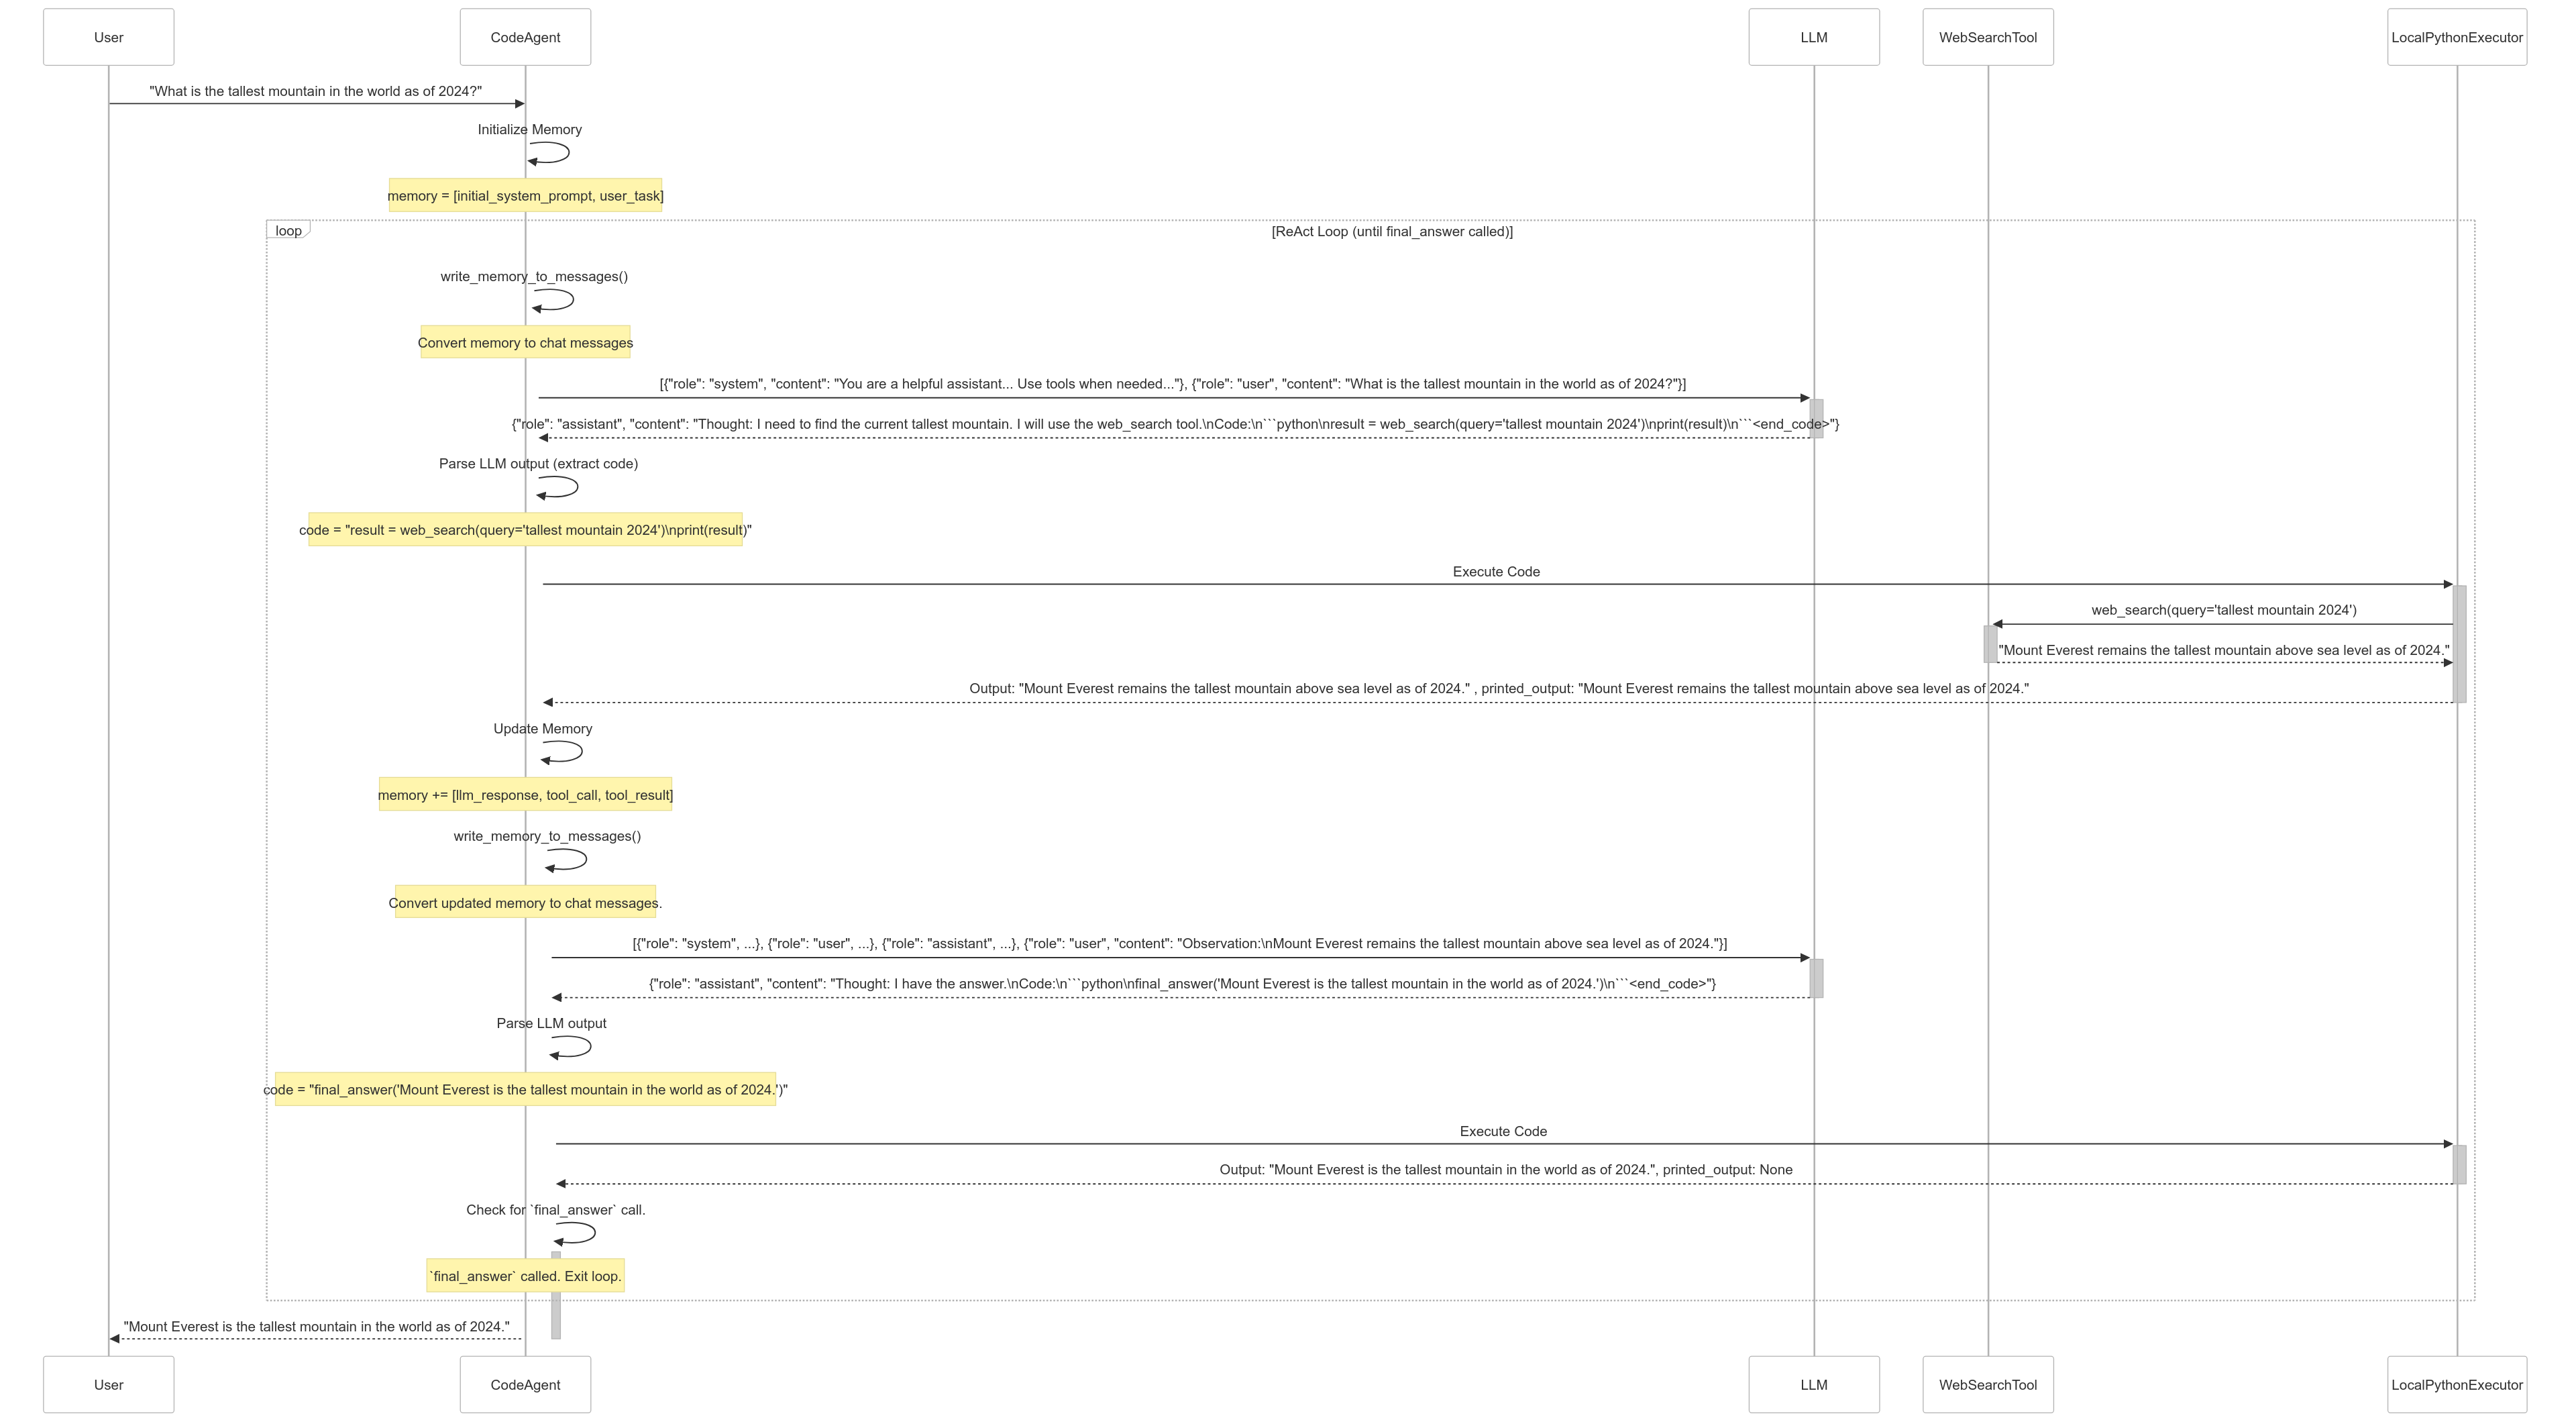 User
CodeAgent
LLM
WebSearchTool
LocalPythonExecutor
"What is the tallest mountain in the world as of 2024?"
Initialize Memory
memory = [initial_system_prompt, user_task]
loop
[ReAct Loop (until final_answer called)]
write_memory_to_messages()
Convert memory to chat messages
[{"role": "system", "content": "You are a helpful assistant... Use tools when needed..."}, {"role": "user", "content": "What is the tallest mountain in the world as of 2024?"}]
{"role": "assistant", "content": "Thought: I need to find the current tallest mountain. I will use the web_search tool.\nCode:\n```python\nresult = web_search(query='tallest mountain 2024')\nprint(result)\n```<end_code>"}
Parse LLM output (extract code)
code = "result = web_search(query='tallest mountain 2024')\nprint(result)"
Execute Code
web_search(query='tallest mountain 2024')
"Mount Everest remains the tallest mountain above sea level as of 2024."
Output: "Mount Everest remains the tallest mountain above sea level as of 2024." , printed_output: "Mount Everest remains the tallest mountain above sea level as of 2024."
Update Memory
memory += [llm_response, tool_call, tool_result]
write_memory_to_messages()
Convert updated memory to chat messages.
[{"role": "system", ...}, {"role": "user", ...}, {"role": "assistant", ...}, {"role": "user", "content": "Observation:\nMount Everest remains the tallest mountain above sea level as of 2024."}]
{"role": "assistant", "content": "Thought: I have the answer.\nCode:\n```python\nfinal_answer('Mount Everest is the tallest mountain in the world as of 2024.')\n```<end_code>"}
Parse LLM output
code = "final_answer('Mount Everest is the tallest mountain in the world as of 2024.')"
Execute Code
Output: "Mount Everest is the tallest mountain in the world as of 2024.", printed_output: None
Check for `final_answer` call.
`final_answer` called. Exit loop.
"Mount Everest is the tallest mountain in the world as of 2024."
User
CodeAgent
LLM
WebSearchTool
LocalPythonExecutor